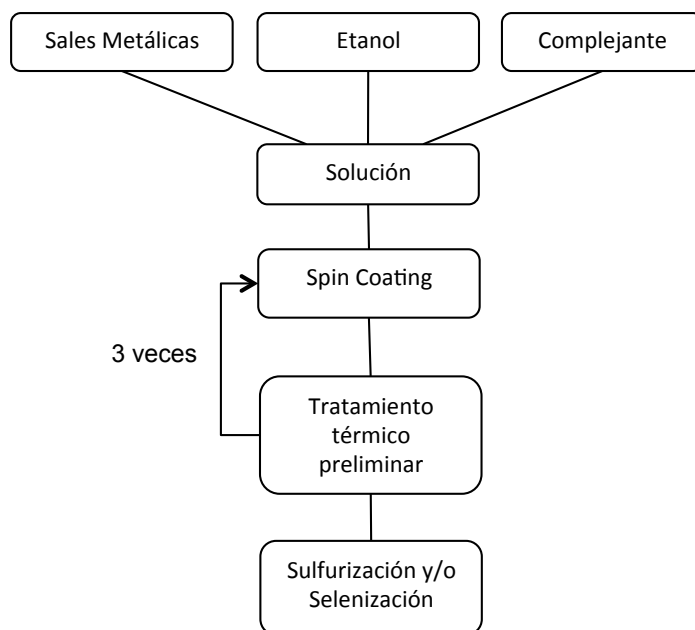 Sales Metálicas
Etanol
Complejante
Solución
Spin Coating
3 veces
Tratamiento
térmico
preliminar
Sulfurización y/o
Selenización